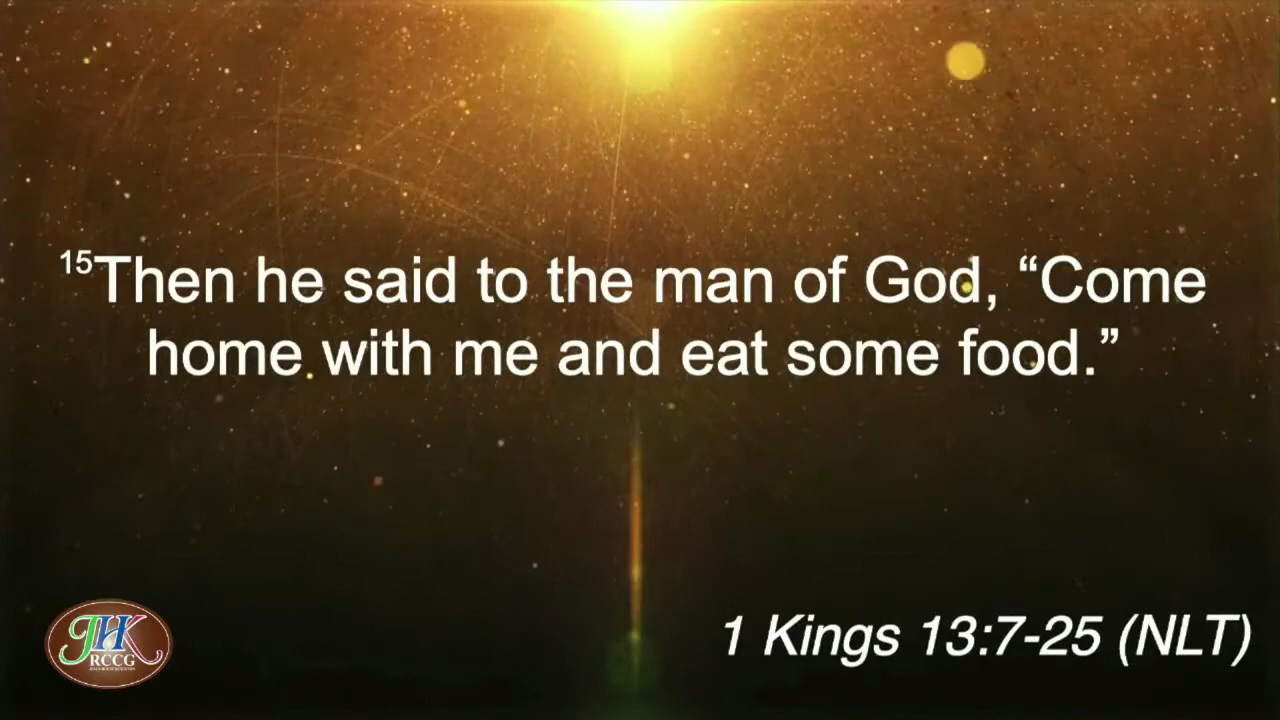 ¹⁵Then he said to the man of God, “Come
home with me and eat some food.”
1 Kings 13:7-25 (NLT)
JHK
RCCG